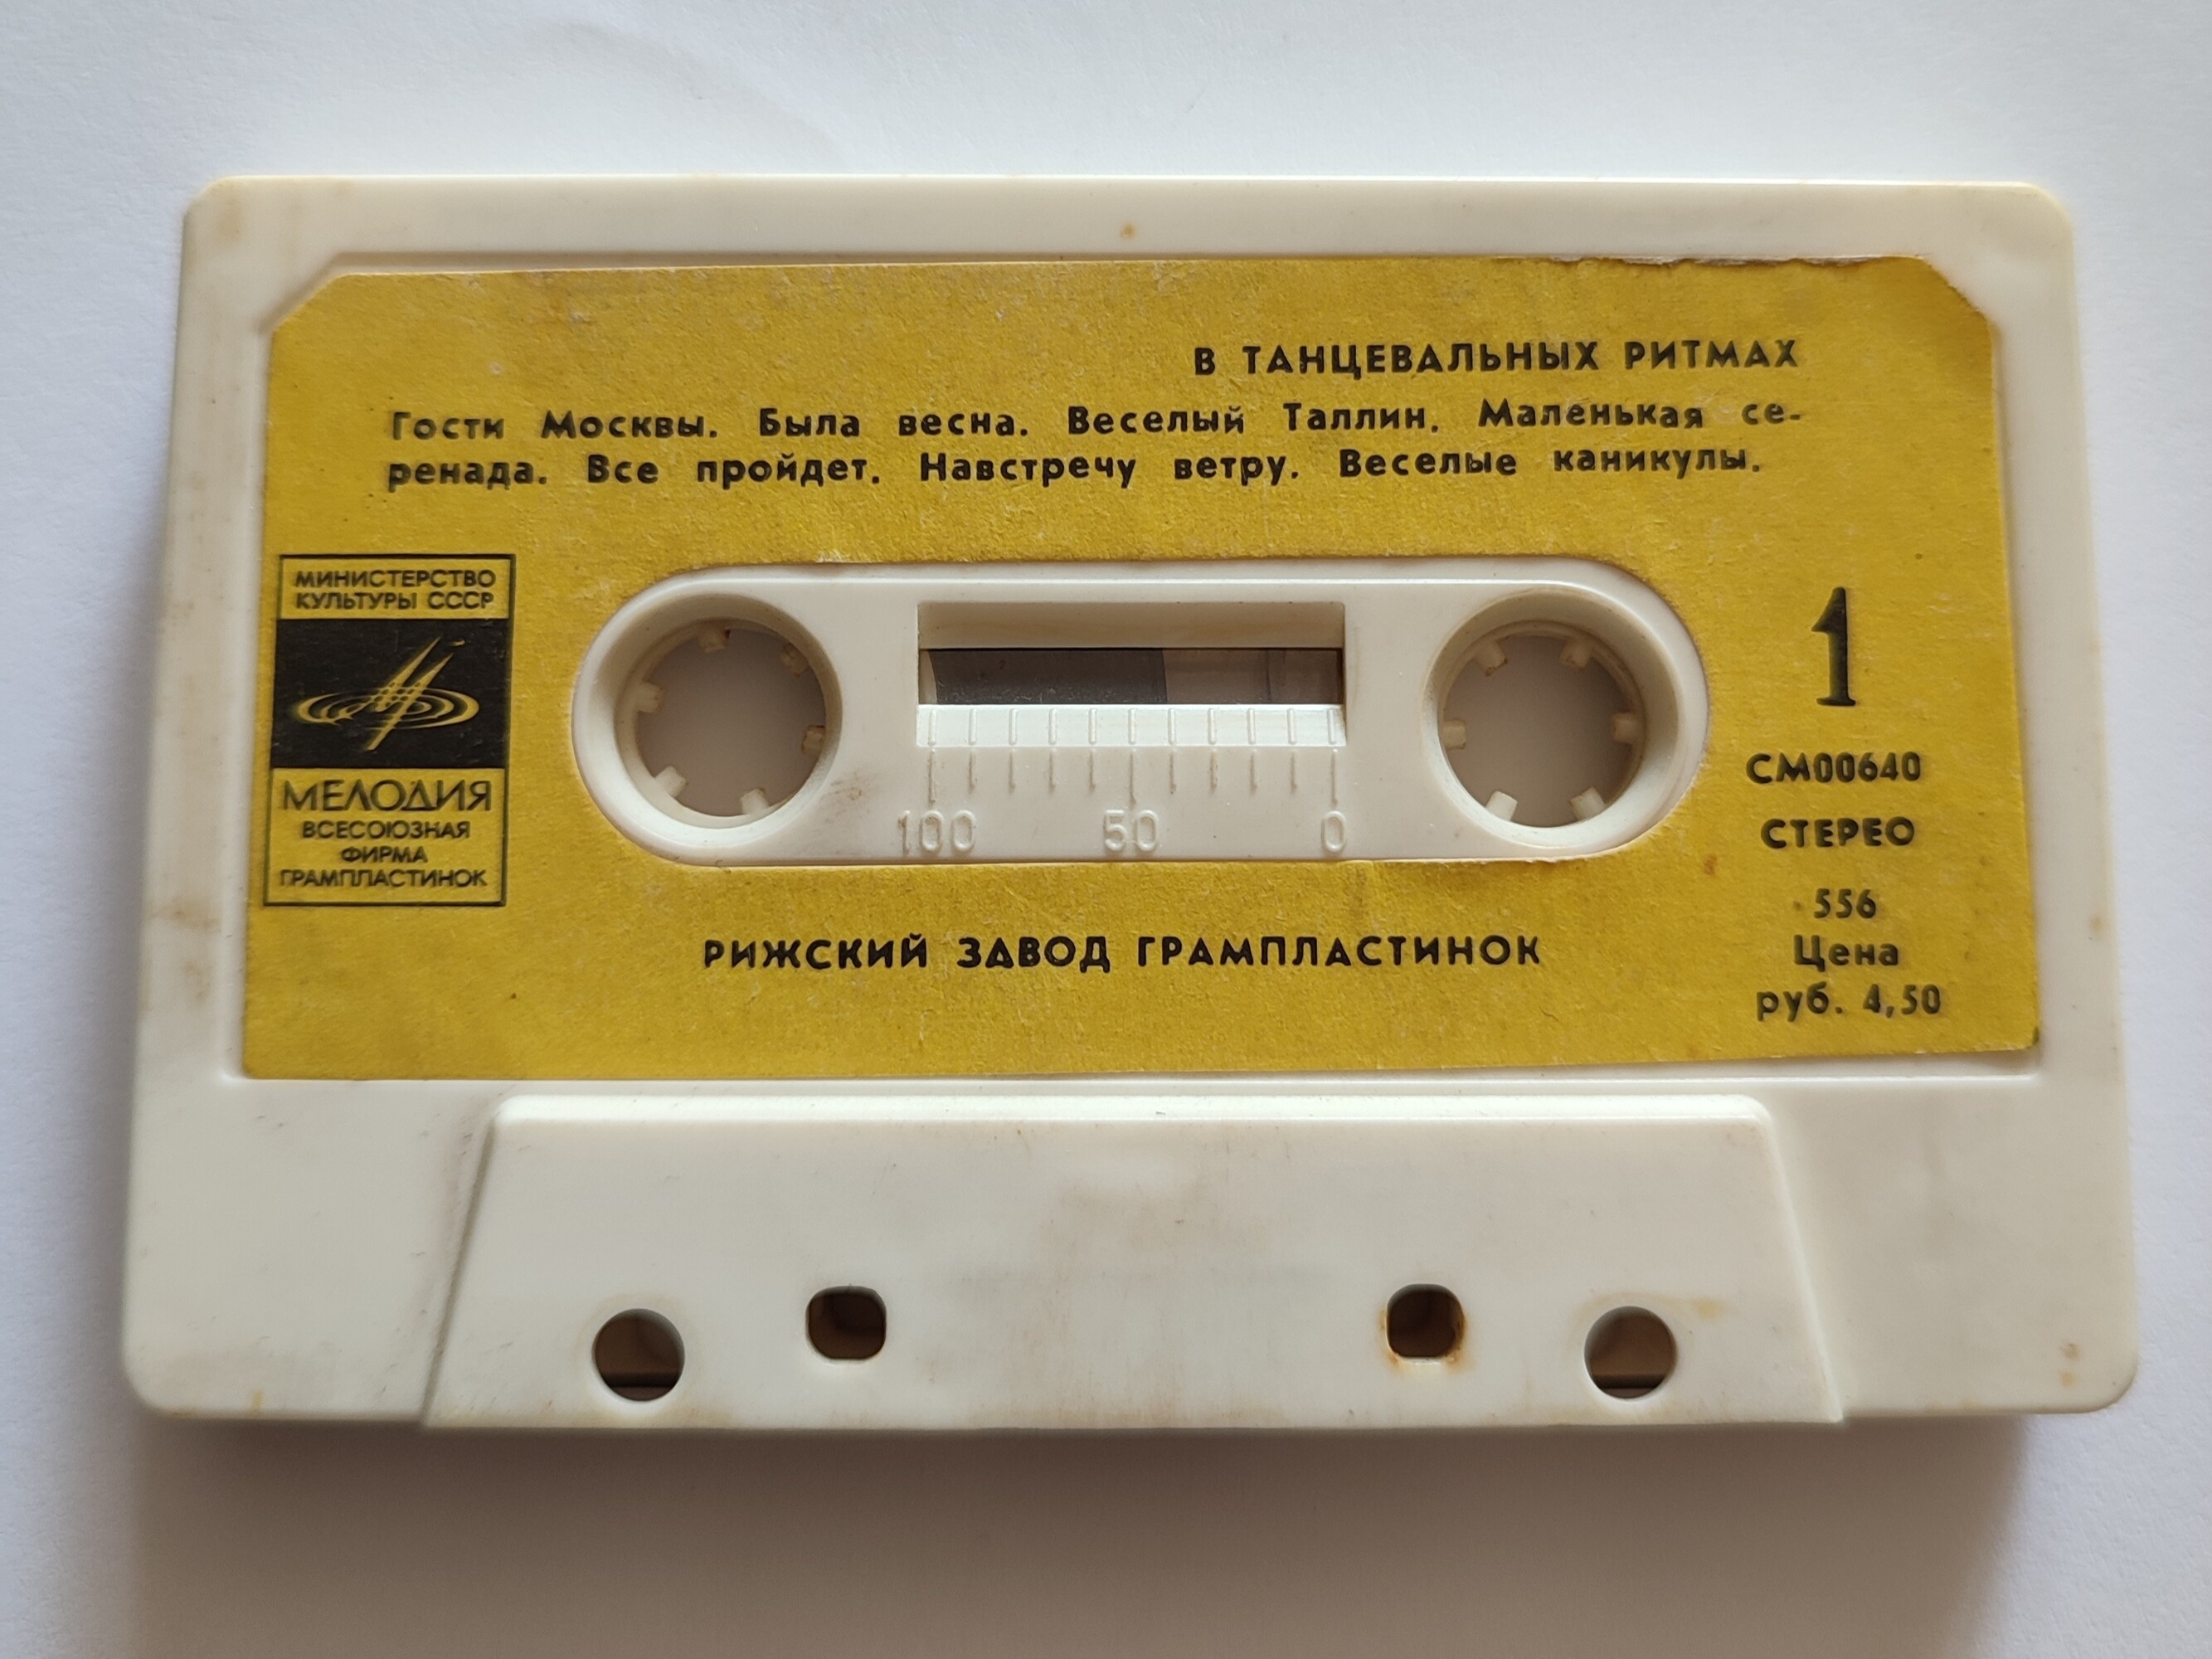 В ТАНЦЕВАЛЬНЫХ РИТМАХ
Гости Москвы. Была весна. Веселый Таллин. Маленькая се-
ренада. Все пройдет. Навстречу ветру. Веселые каникулы.
МИНИСТЕРСТВО
КУЛЬТУРЫ СССР
МЕЛОДИЯ
ВСЕСОЮЗНАЯ
ФИРМА
ГРАМПЛАСТИНОК
100 50 0
1
СМ00640
СТЕРЕО
556
Цена
руб. 4,50
РИЖСКИЙ ЗАВОД ГРАМПЛАСТИНОК